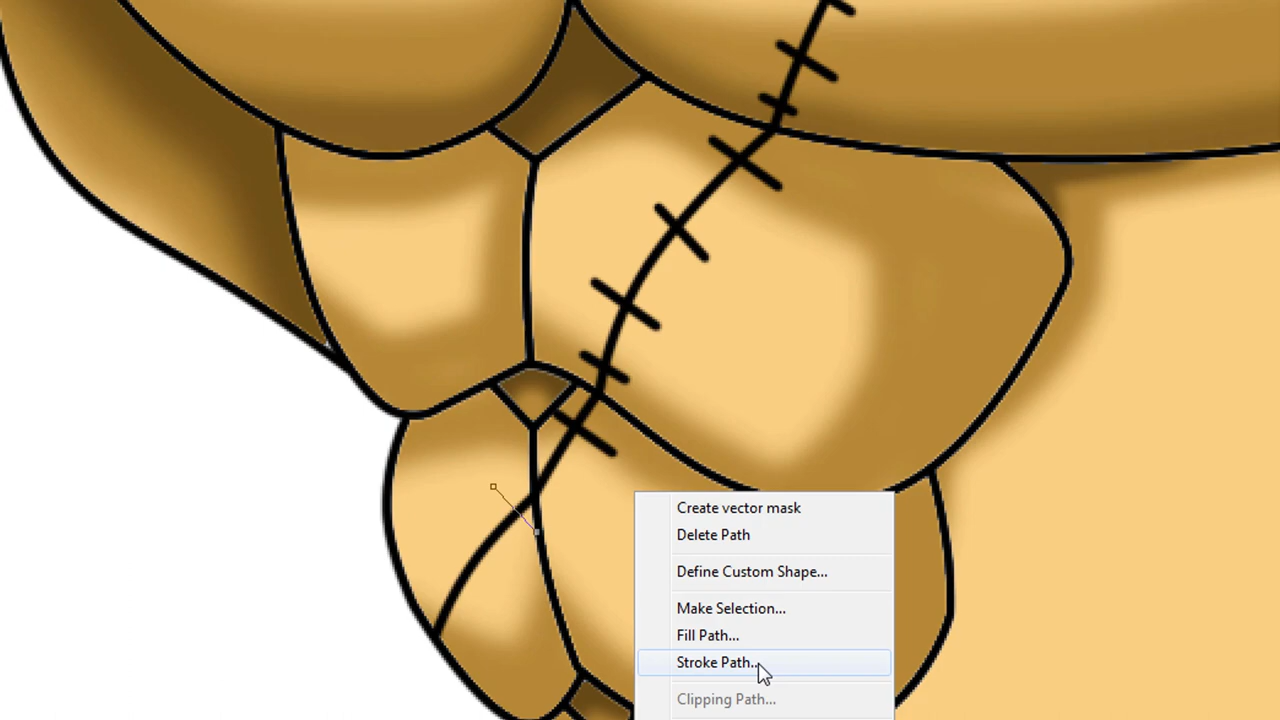 Create vector mask
Delete Path
Define Custom Shape...
Make Selection...
Fill Path...
Stroke Path...
Clipping Path...